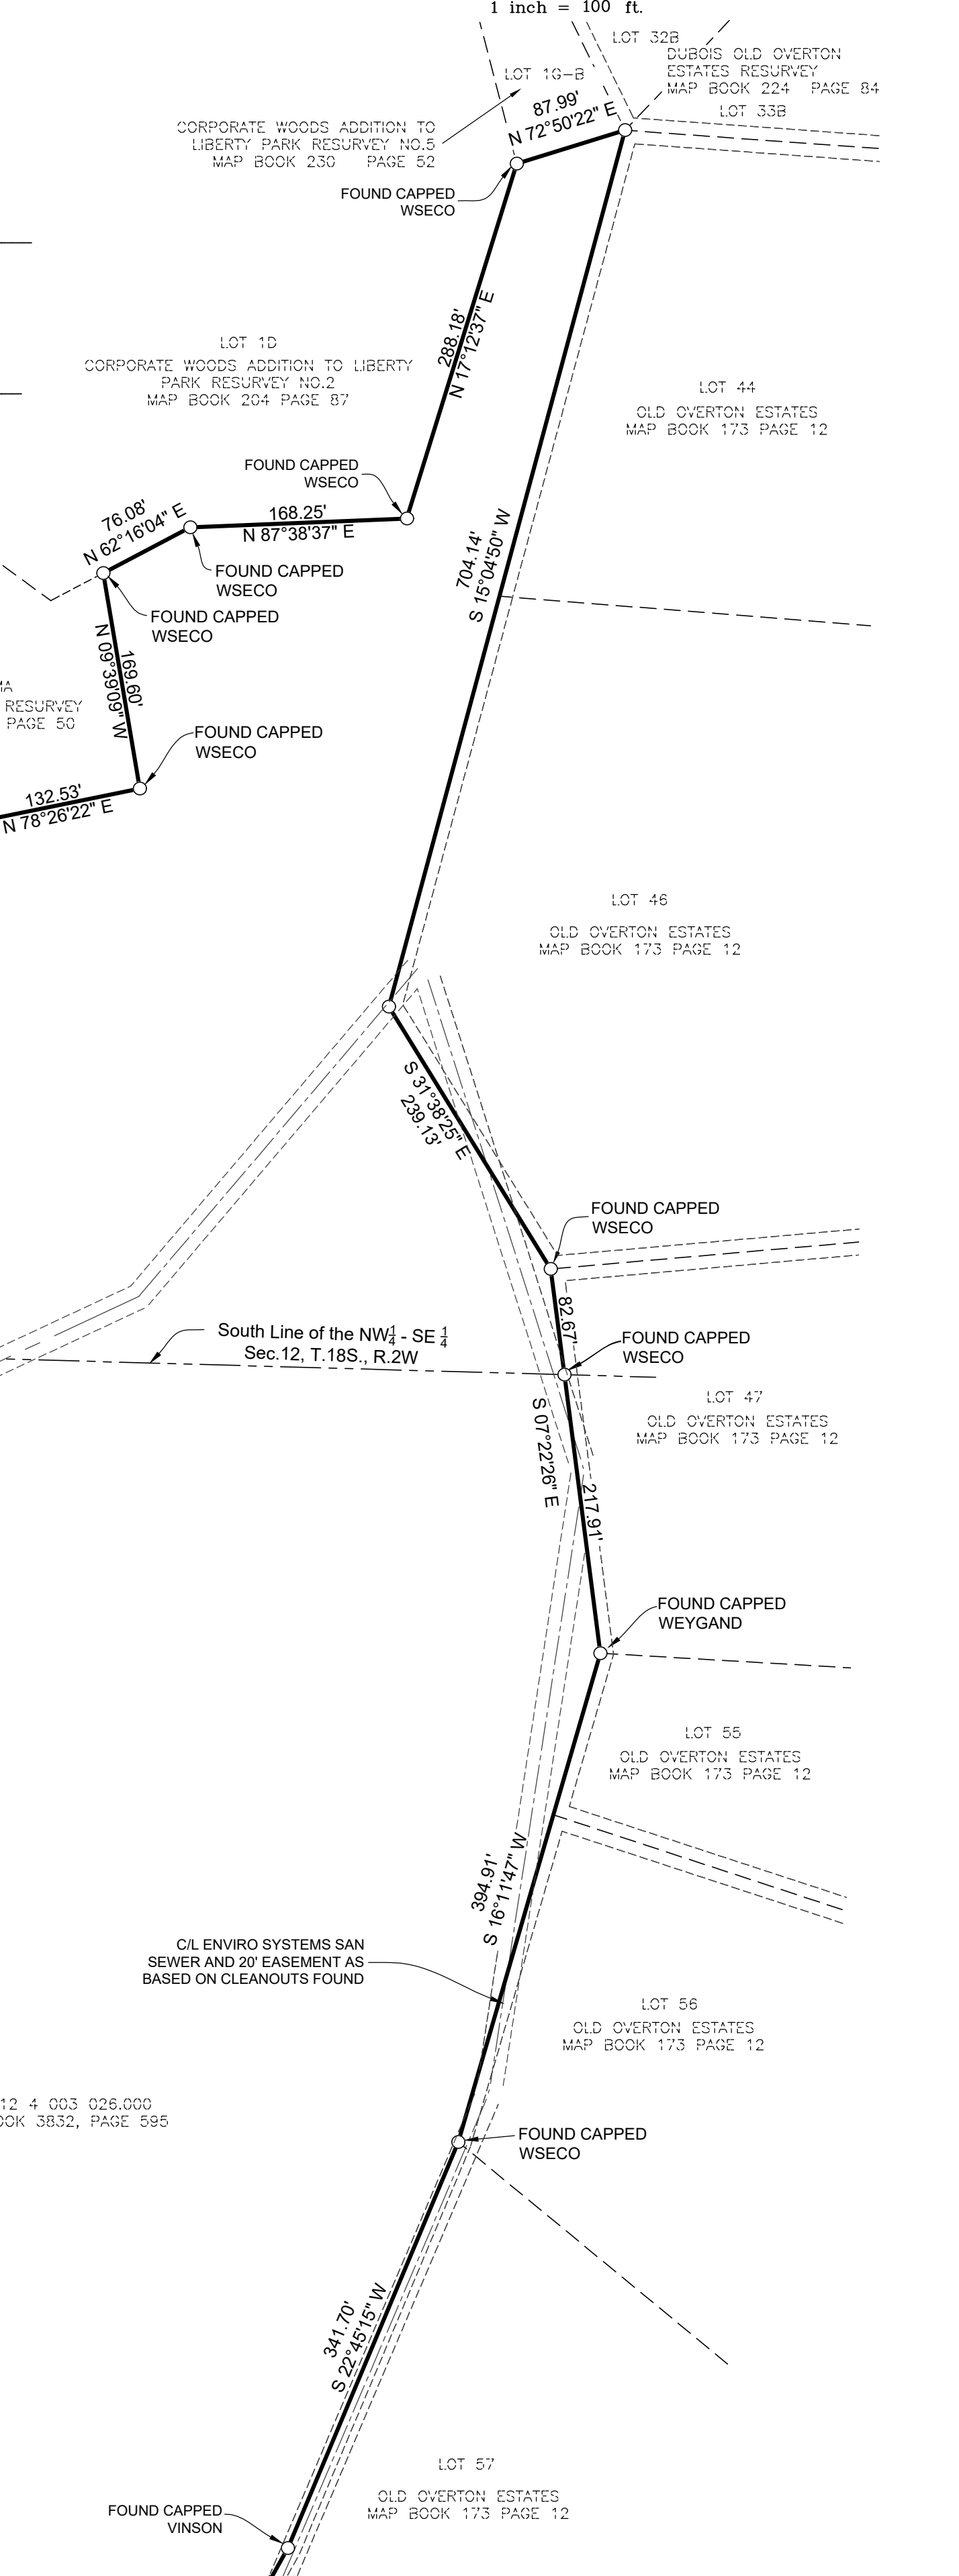 1 inch = 100 ft.
LOT 32B
DUBOIS OLD OVERTON
ESTATES RESURVEY
MAP BOOK 224 PAGE 84
LOT 33B
LOT 1G-B
87.99'
N 72°50'22" E
CORPORATE WOODS ADDITION TO
LIBERTY PARK RESURVEY NO.5
MAP BOOK 230 PAGE 52
FOUND CAPPED
WSECO
288.18'
N 17°12'37" E
LOT 1D
CORPORATE WOODS ADDITION TO LIBERTY
PARK RESURVEY NO.2
MAP BOOK 204 PAGE 87
LOT 44
OLD OVERTON ESTATES
MAP BOOK 173 PAGE 12
FOUND CAPPED
WSECO
76.08'
N 62°16'04" E
168.25'
N 87°38'37" E
704.14'
S 15°04'50" W
FOUND CAPPED
WSECO
FOUND CAPPED
WSECO
169.60'
N 09°39'09" W
RESURVEY
PAGE 50
FOUND CAPPED
WSECO
132.53'
N 78°26'22" E
LOT 46
OLD OVERTON ESTATES
MAP BOOK 173 PAGE 12
S 31°38'25" E
239.13'
FOUND CAPPED
WSECO
82.67'
South Line of the NW1/4 - SE 1/4
Sec.12, T.18S., R.2W
FOUND CAPPED
WSECO
LOT 47
OLD OVERTON ESTATES
MAP BOOK 173 PAGE 12
S 07°22'26" E
217.91'
FOUND CAPPED
WEYGAND
LOT 55
OLD OVERTON ESTATES
MAP BOOK 173 PAGE 12
394.91'
S 16°11'47" W
C/L ENVIRO SYSTEMS SAN
SEWER AND 20' EASEMENT AS
BASED ON CLEANOUTS FOUND
LOT 56
OLD OVERTON ESTATES
MAP BOOK 173 PAGE 12
12 4 003 026.000
OOK 3832, PAGE 595
FOUND CAPPED
WSECO
341.70'
S 22°45'15" W
LOT 57
OLD OVERTON ESTATES
MAP BOOK 173 PAGE 12
FOUND CAPPED
VINSON